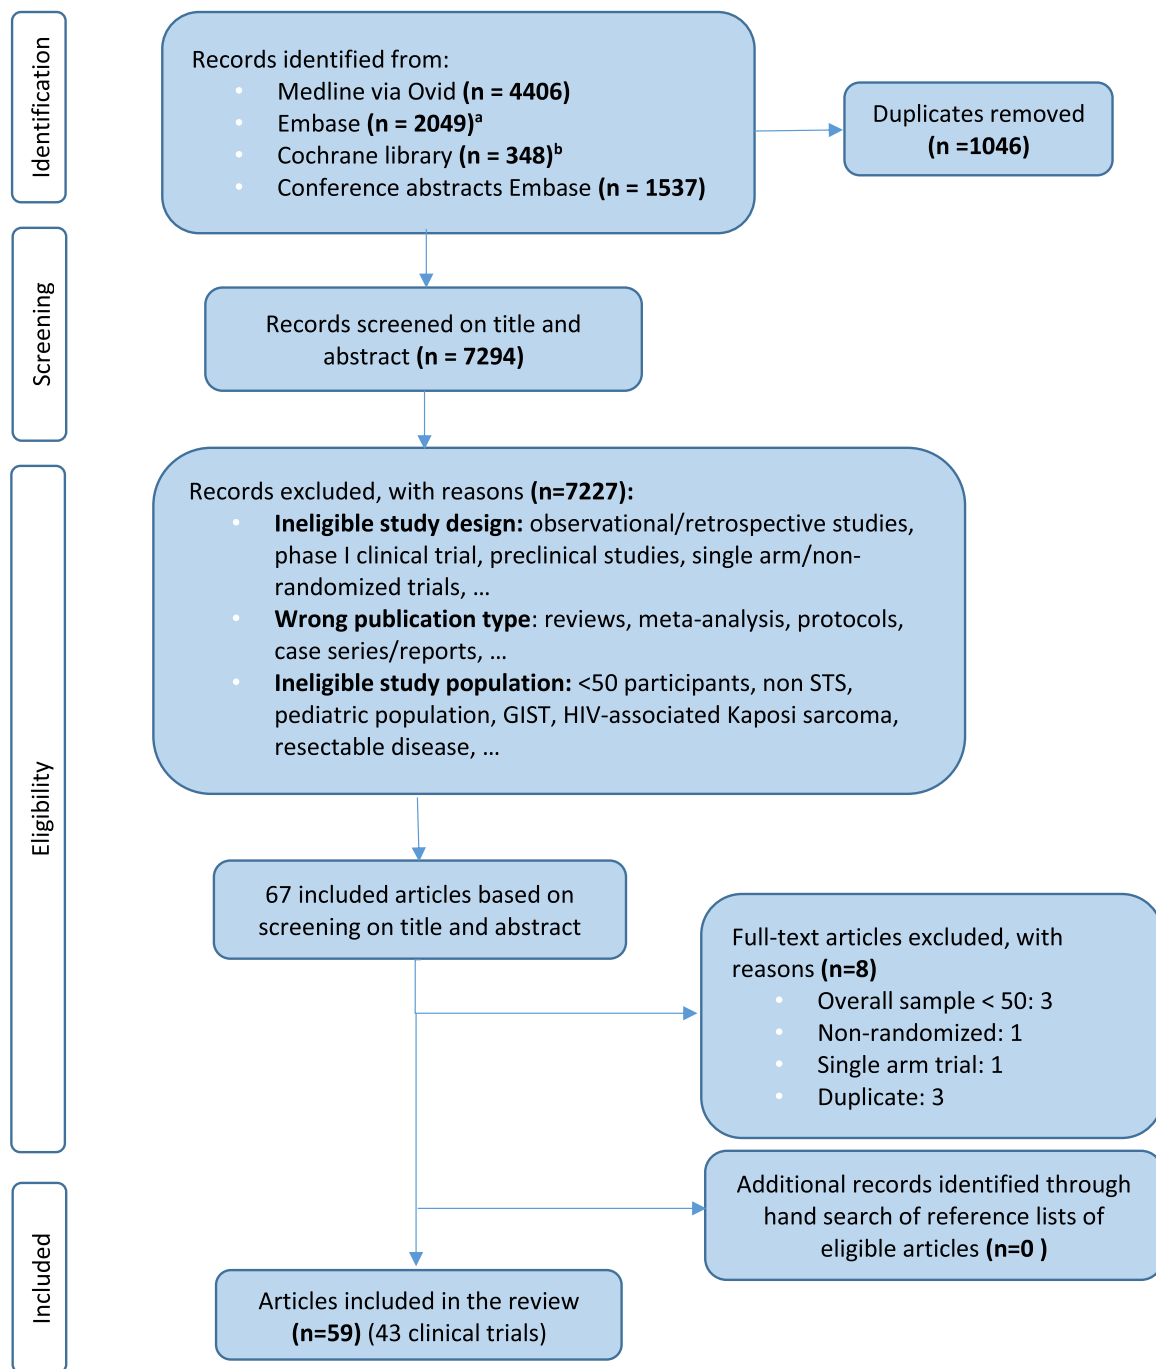 Identification
Records identified from:
• Medline via Ovid (n = 4406)
• Embase (n = 2049)a
• Cochrane library (n = 348)b
• Conference abstracts Embase (n = 1537)
Duplicates removed
(n =1046)
Screening
Records screened on title and
abstract (n = 7294)
Eligibility
Records excluded, with reasons (n=7227):
• Ineligible study design: observational/retrospective studies,
phase I clinical trial, preclinical studies, single arm/non-
randomized trials, …
• Wrong publication type: reviews, meta-analysis, protocols,
case series/reports, …
• Ineligible study population: <50 participants, non STS,
pediatric population, GIST, HIV-associated Kaposi sarcoma,
resectable disease, …
67 included articles based on
screening on title and abstract
Full-text articles excluded, with
reasons (n=8)
• Overall sample < 50: 3
• Non-randomized: 1
• Single arm trial: 1
• Duplicate: 3
Included
Additional records identified through
hand search of reference lists of
eligible articles (n=0 )
Articles included in the review
(n=59) (43 clinical trials)